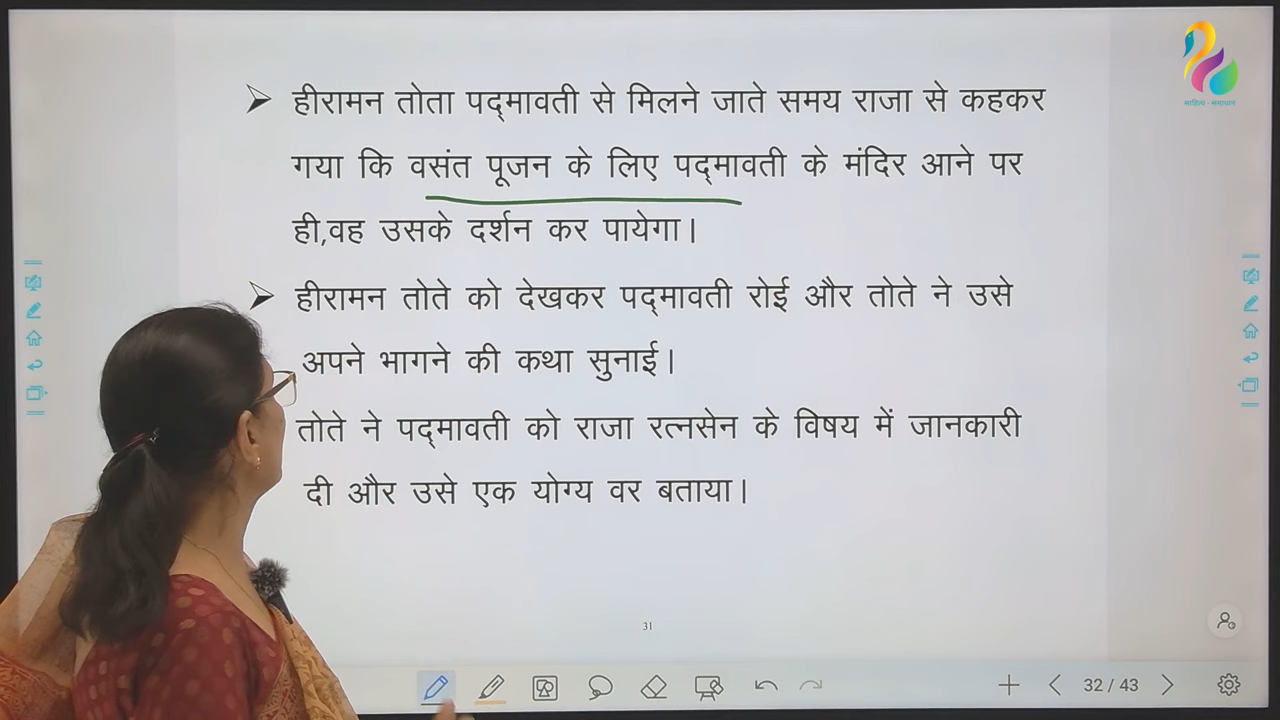 साहित्य - समाधान
हीरामन तोता पद्मावती से मिलने जाते समय राजा से कहकर
गया कि वसंत पूजन के लिए पद्मावती के मंदिर आने पर
ही,वह उसके दर्शन कर पायेगा।
हीरामन तोते को देखकर पद्मावती रोई और तोते ने उसे
अपने भागने की कथा सुनाई।
तोते ने पद्मावती को राजा रत्नसेन के विषय में जानकारी
दी और उसे एक योग्य वर बताया।
31
32 / 43